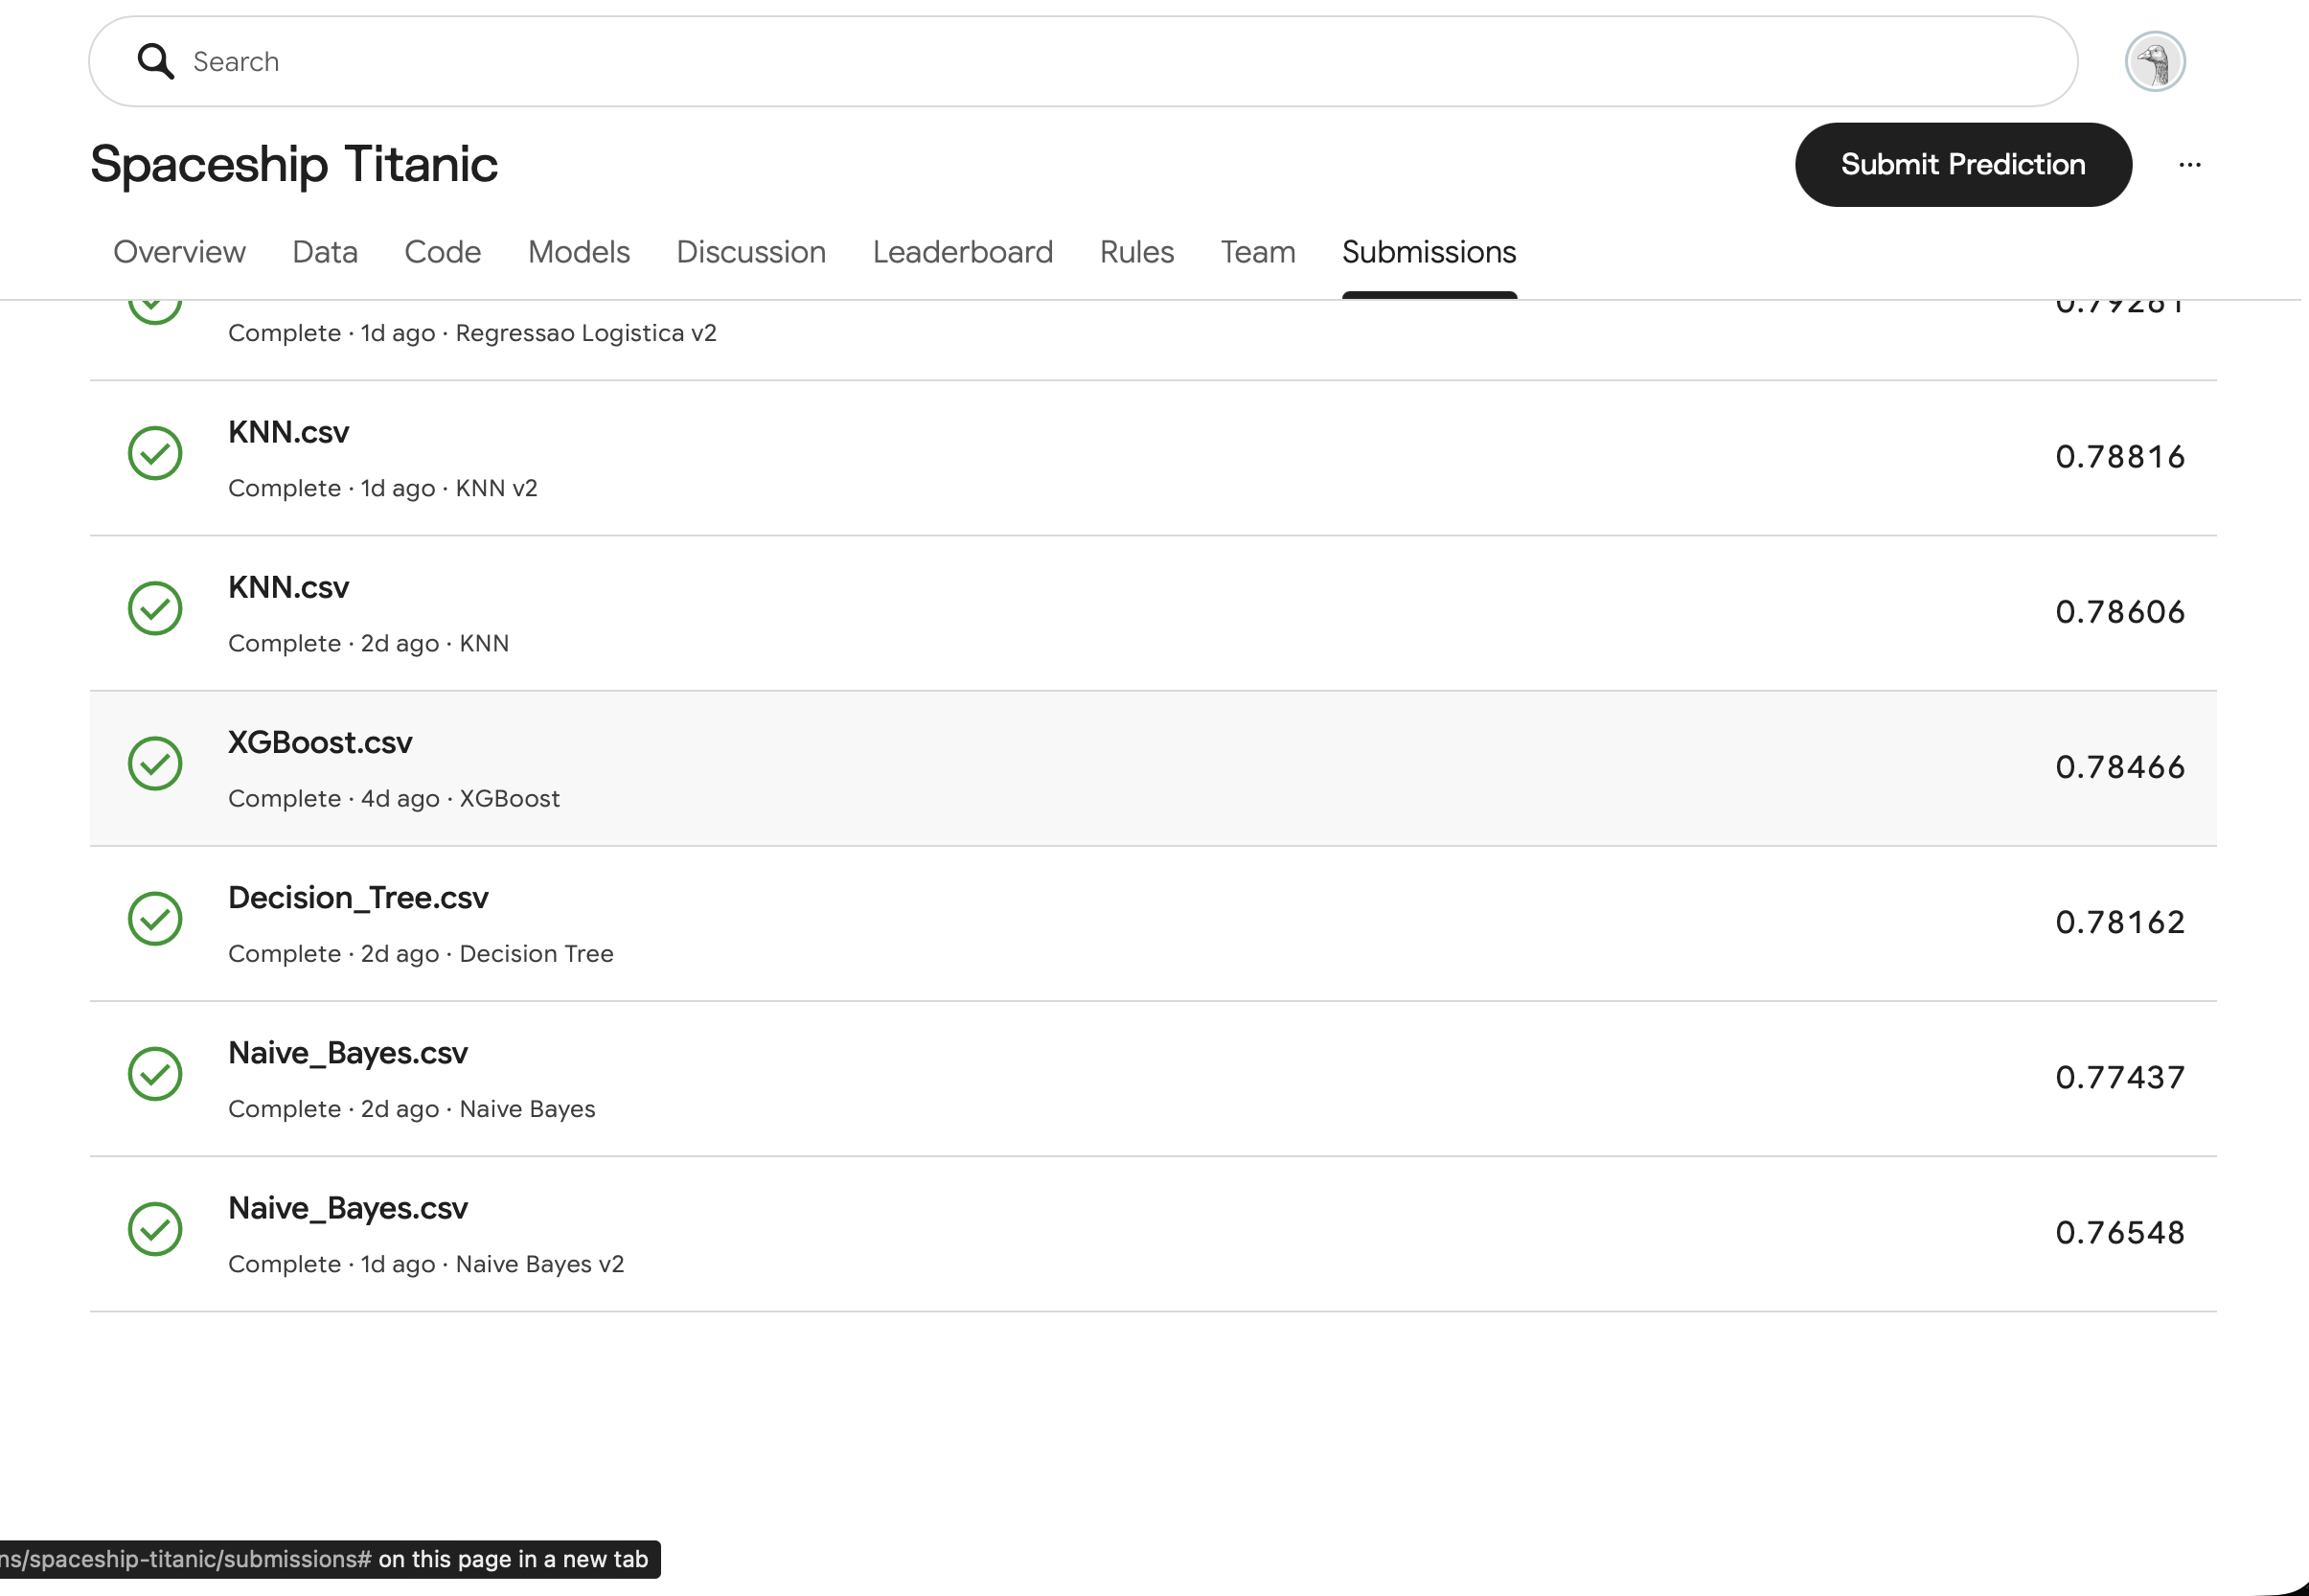 Search
Spaceship Titanic
Submit Prediction
Overview Data Code Models Discussion Leaderboard Rules Team Submissions
0.79261
Complete · 1d ago · Regressao Logistica v2
KNN.csv
0.78816
Complete · 1d ago · KNN v2
KNN.csv
0.78606
Complete · 2d ago · KNN
XGBoost.csv
0.78466
Complete · 4d ago · XGBoost
Decision_Tree.csv
0.78162
Complete · 2d ago · Decision Tree
Naive_Bayes.csv
0.77437
Complete · 2d ago · Naive Bayes
Naive_Bayes.csv
0.76548
Complete · 1d ago · Naive Bayes v2
ns/spaceship-titanic/submissions# on this page in a new tab